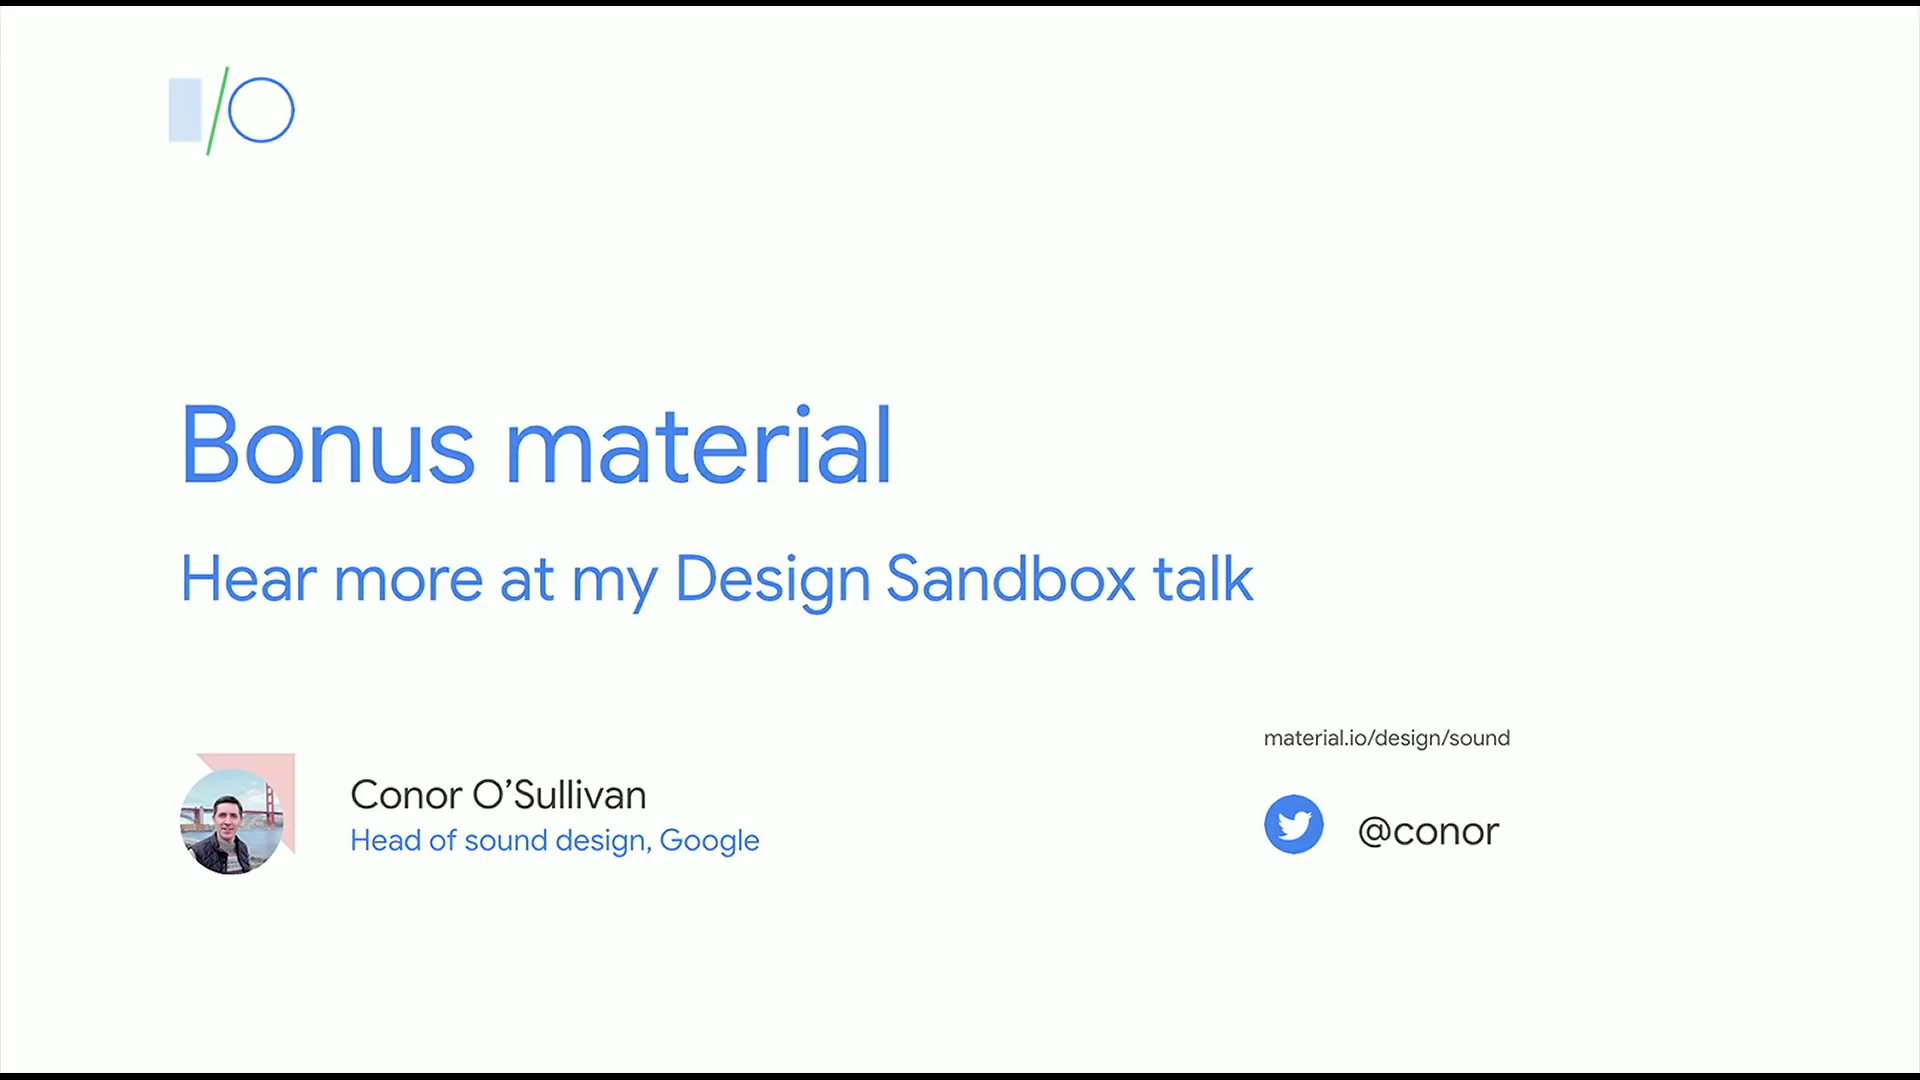 I/O
Bonus material
Hear more at my Design Sandbox talk
Conor O’Sullivan
Head of sound design, Google
material.io/design/sound
@conor